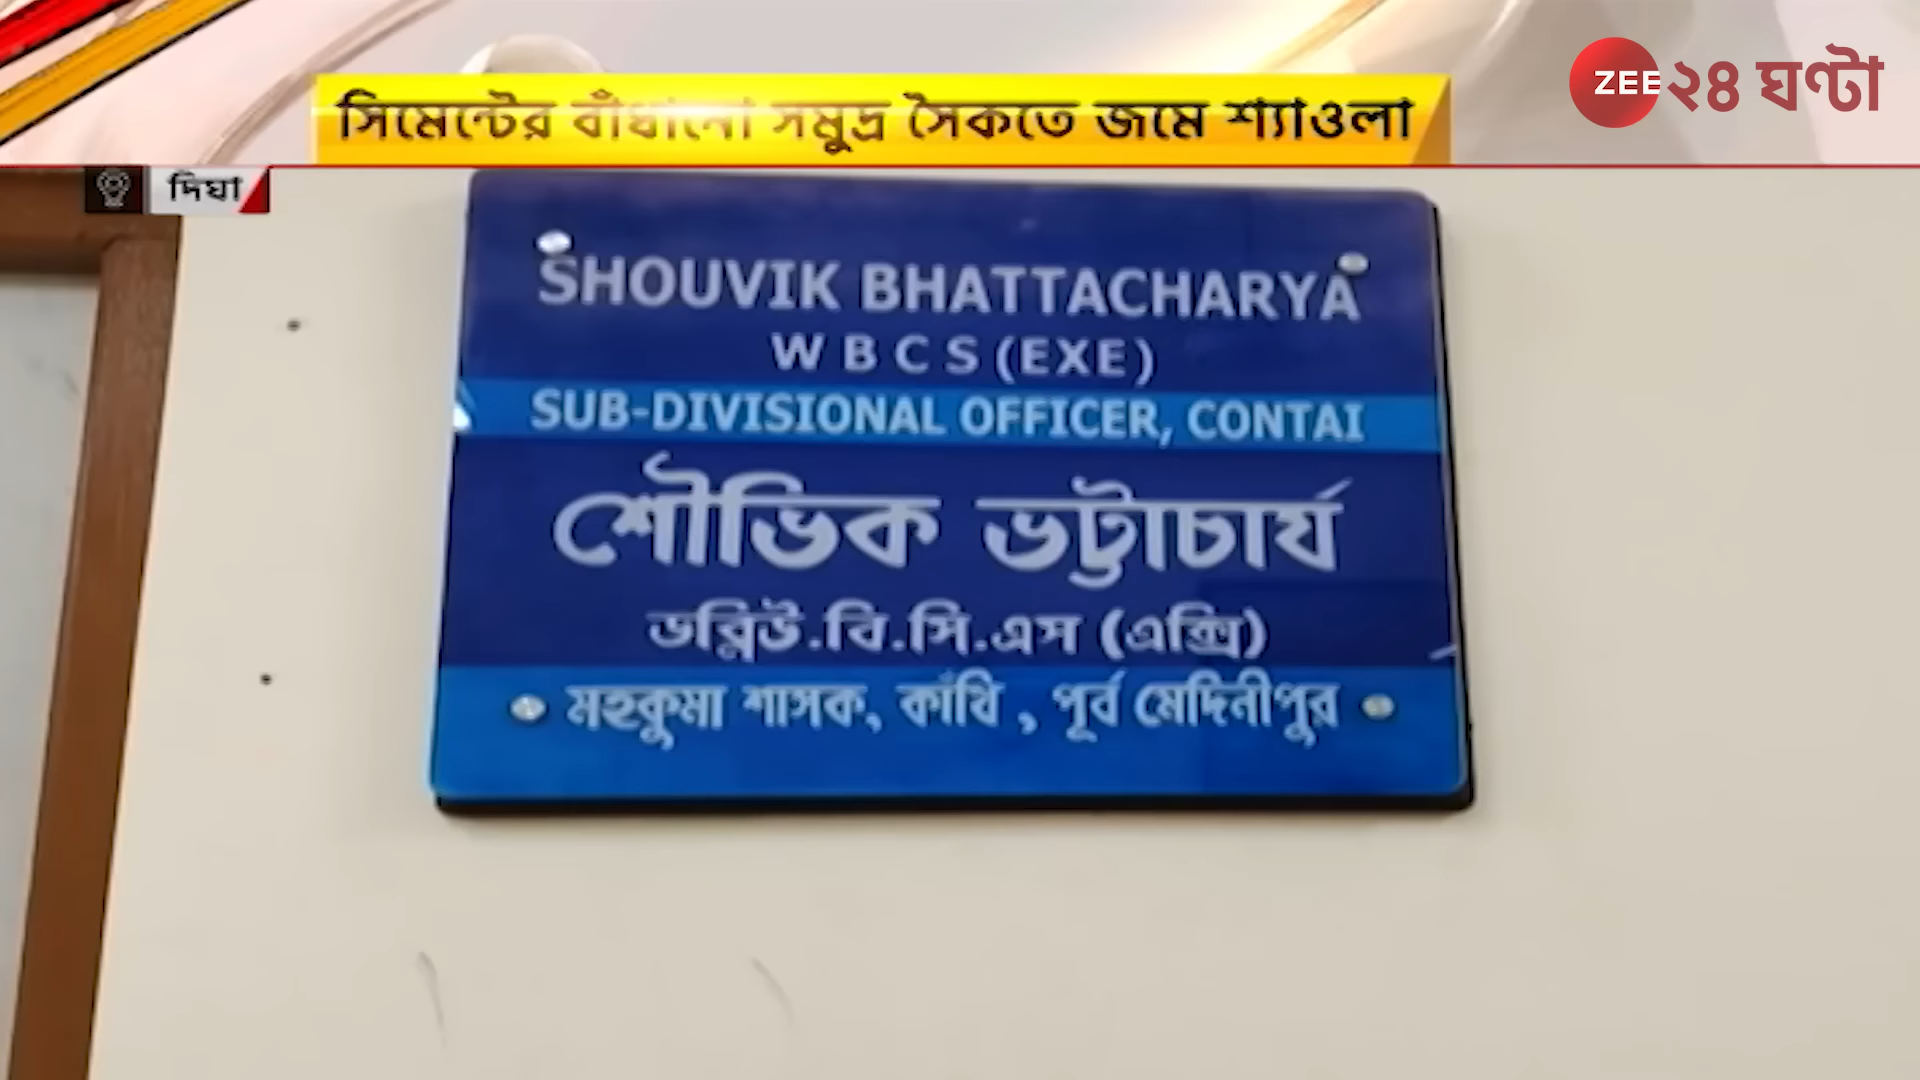 সিমেন্টের বাঁধানো সমুদ্র সৈকতে জমে শ্যাওলা
ZEE ২৪ ঘণ্টা
দিঘা
SHOUVIK BHATTACHARYA
W B C S (EXE)
SUB-DIVISIONAL OFFICER, CONTAI
শৌভিক ভট্টাচার্য
ডব্লিউ.বি.সি.এস (এক্সি)
মহকুমা শাসক, কাঁথি , পূর্ব মেদিনীপুর